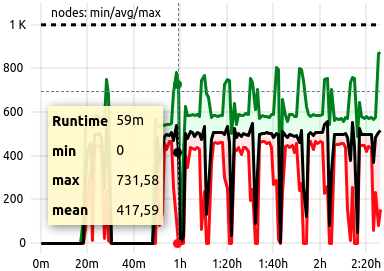 nodes: min/avg/max
1 K
800
600
400
200
0
Runtime 59m
min 0
max 731,58
mean 417,59
0m 20m 40m 1h 1:20h 1:40h 2h 2:20h